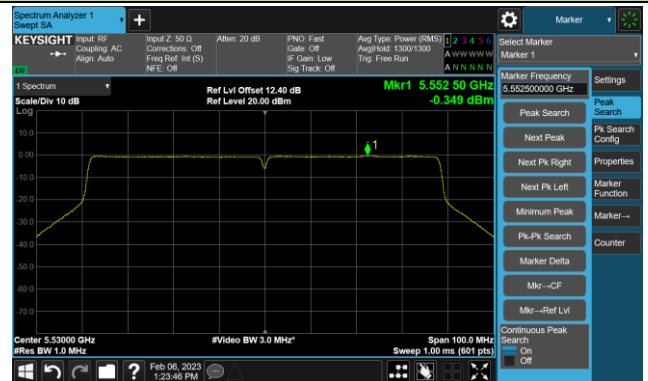 Spectrum Analyzer 1
Swept SA
Marker
KEYSIGHT
Input: RF
Coupling: AC
Align: Auto
Input Z: 50 Ω
Corrections: Off
Freq Ref: Int (S)
NFE: Off
Atten: 20 dB
PNO: Fast
Gate: Off
IF Gain: Low
Sig Track: Off
Avg Type: Power (RMS)
Avg|Hold: 1300/1300
Trig: Free Run
1 2 3 4 5 6
A W W W W W
A N N N N N
LW
Select Marker
Marker 1
1 Spectrum
Scale/Div 10 dB
Log
Ref Lvl Offset 12.40 dB
Ref Level 20.00 dBm
Mkr1 5.552 50 GHz
-0.349 dBm
10.0
0.00
-10.0
-20.0
-30.0
-40.0
-50.0
-60.0
-70.0
1
Center 5.53000 GHz
#Res BW 1.0 MHz
#Video BW 3.0 MHz*
Span 100.0 MHz
Sweep 1.00 ms (601 pts)
Marker Frequency
5.552500000 GHz
Peak Search
Next Peak
Next Pk Right
Next Pk Left
Minimum Peak
Pk-Pk Search
Marker Delta
Mkr→CF
Mkr→Ref Lvl
Continuous Peak
Search
On
Off
Settings
Peak
Search
Pk Search
Config
Properties
Marker
Function
Marker→
Counter
?
Feb 06, 2023
1:23:46 PM